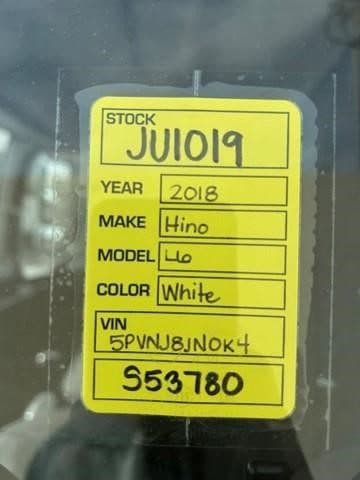 STOCK
JU1019
YEAR 2018
MAKE Hino
MODEL L6
COLOR White
VIN
5PVNJ8JN0K4
S53780